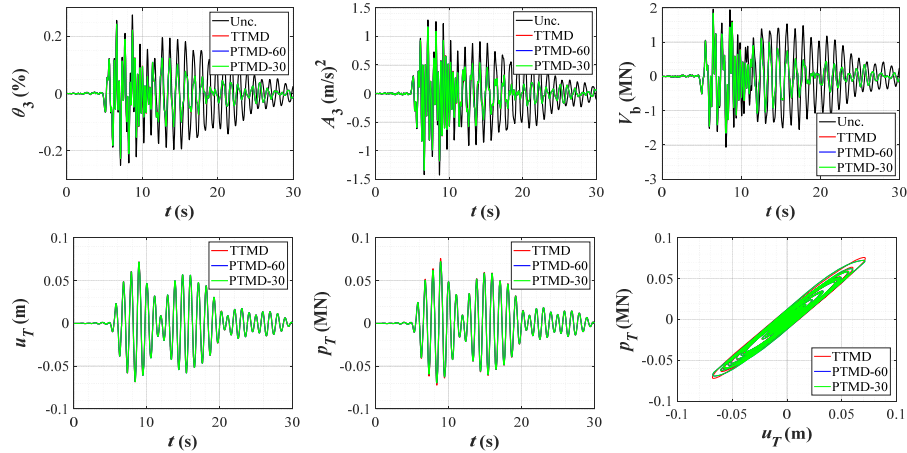 θ3 (%)
0.2
0
-0.2
0
10
20
30
t (s)
Unc.
TTMD
PTMD-60
PTMD-30
A3 (m/s)2
1.5
1
0.5
0
-0.5
-1
-1.5
0
10
20
30
t (s)
Unc.
TTMD
PTMD-60
PTMD-30
Vb (MN)
2
1
0
-1
-2
-3
0
10
20
30
t (s)
Unc.
TTMD
PTMD-60
PTMD-30
uT (m)
0.1
0.05
0
-0.05
-0.1
0
10
20
30
t (s)
TTMD
PTMD-60
PTMD-30
pT (MN)
0.1
0.05
0
-0.05
-0.1
0
10
20
30
t (s)
TTMD
PTMD-60
PTMD-30
pT (MN)
0.1
0.05
0
-0.05
-0.1
-0.1
-0.05
0
0.05
0.1
uT (m)
TTMD
PTMD-60
PTMD-30